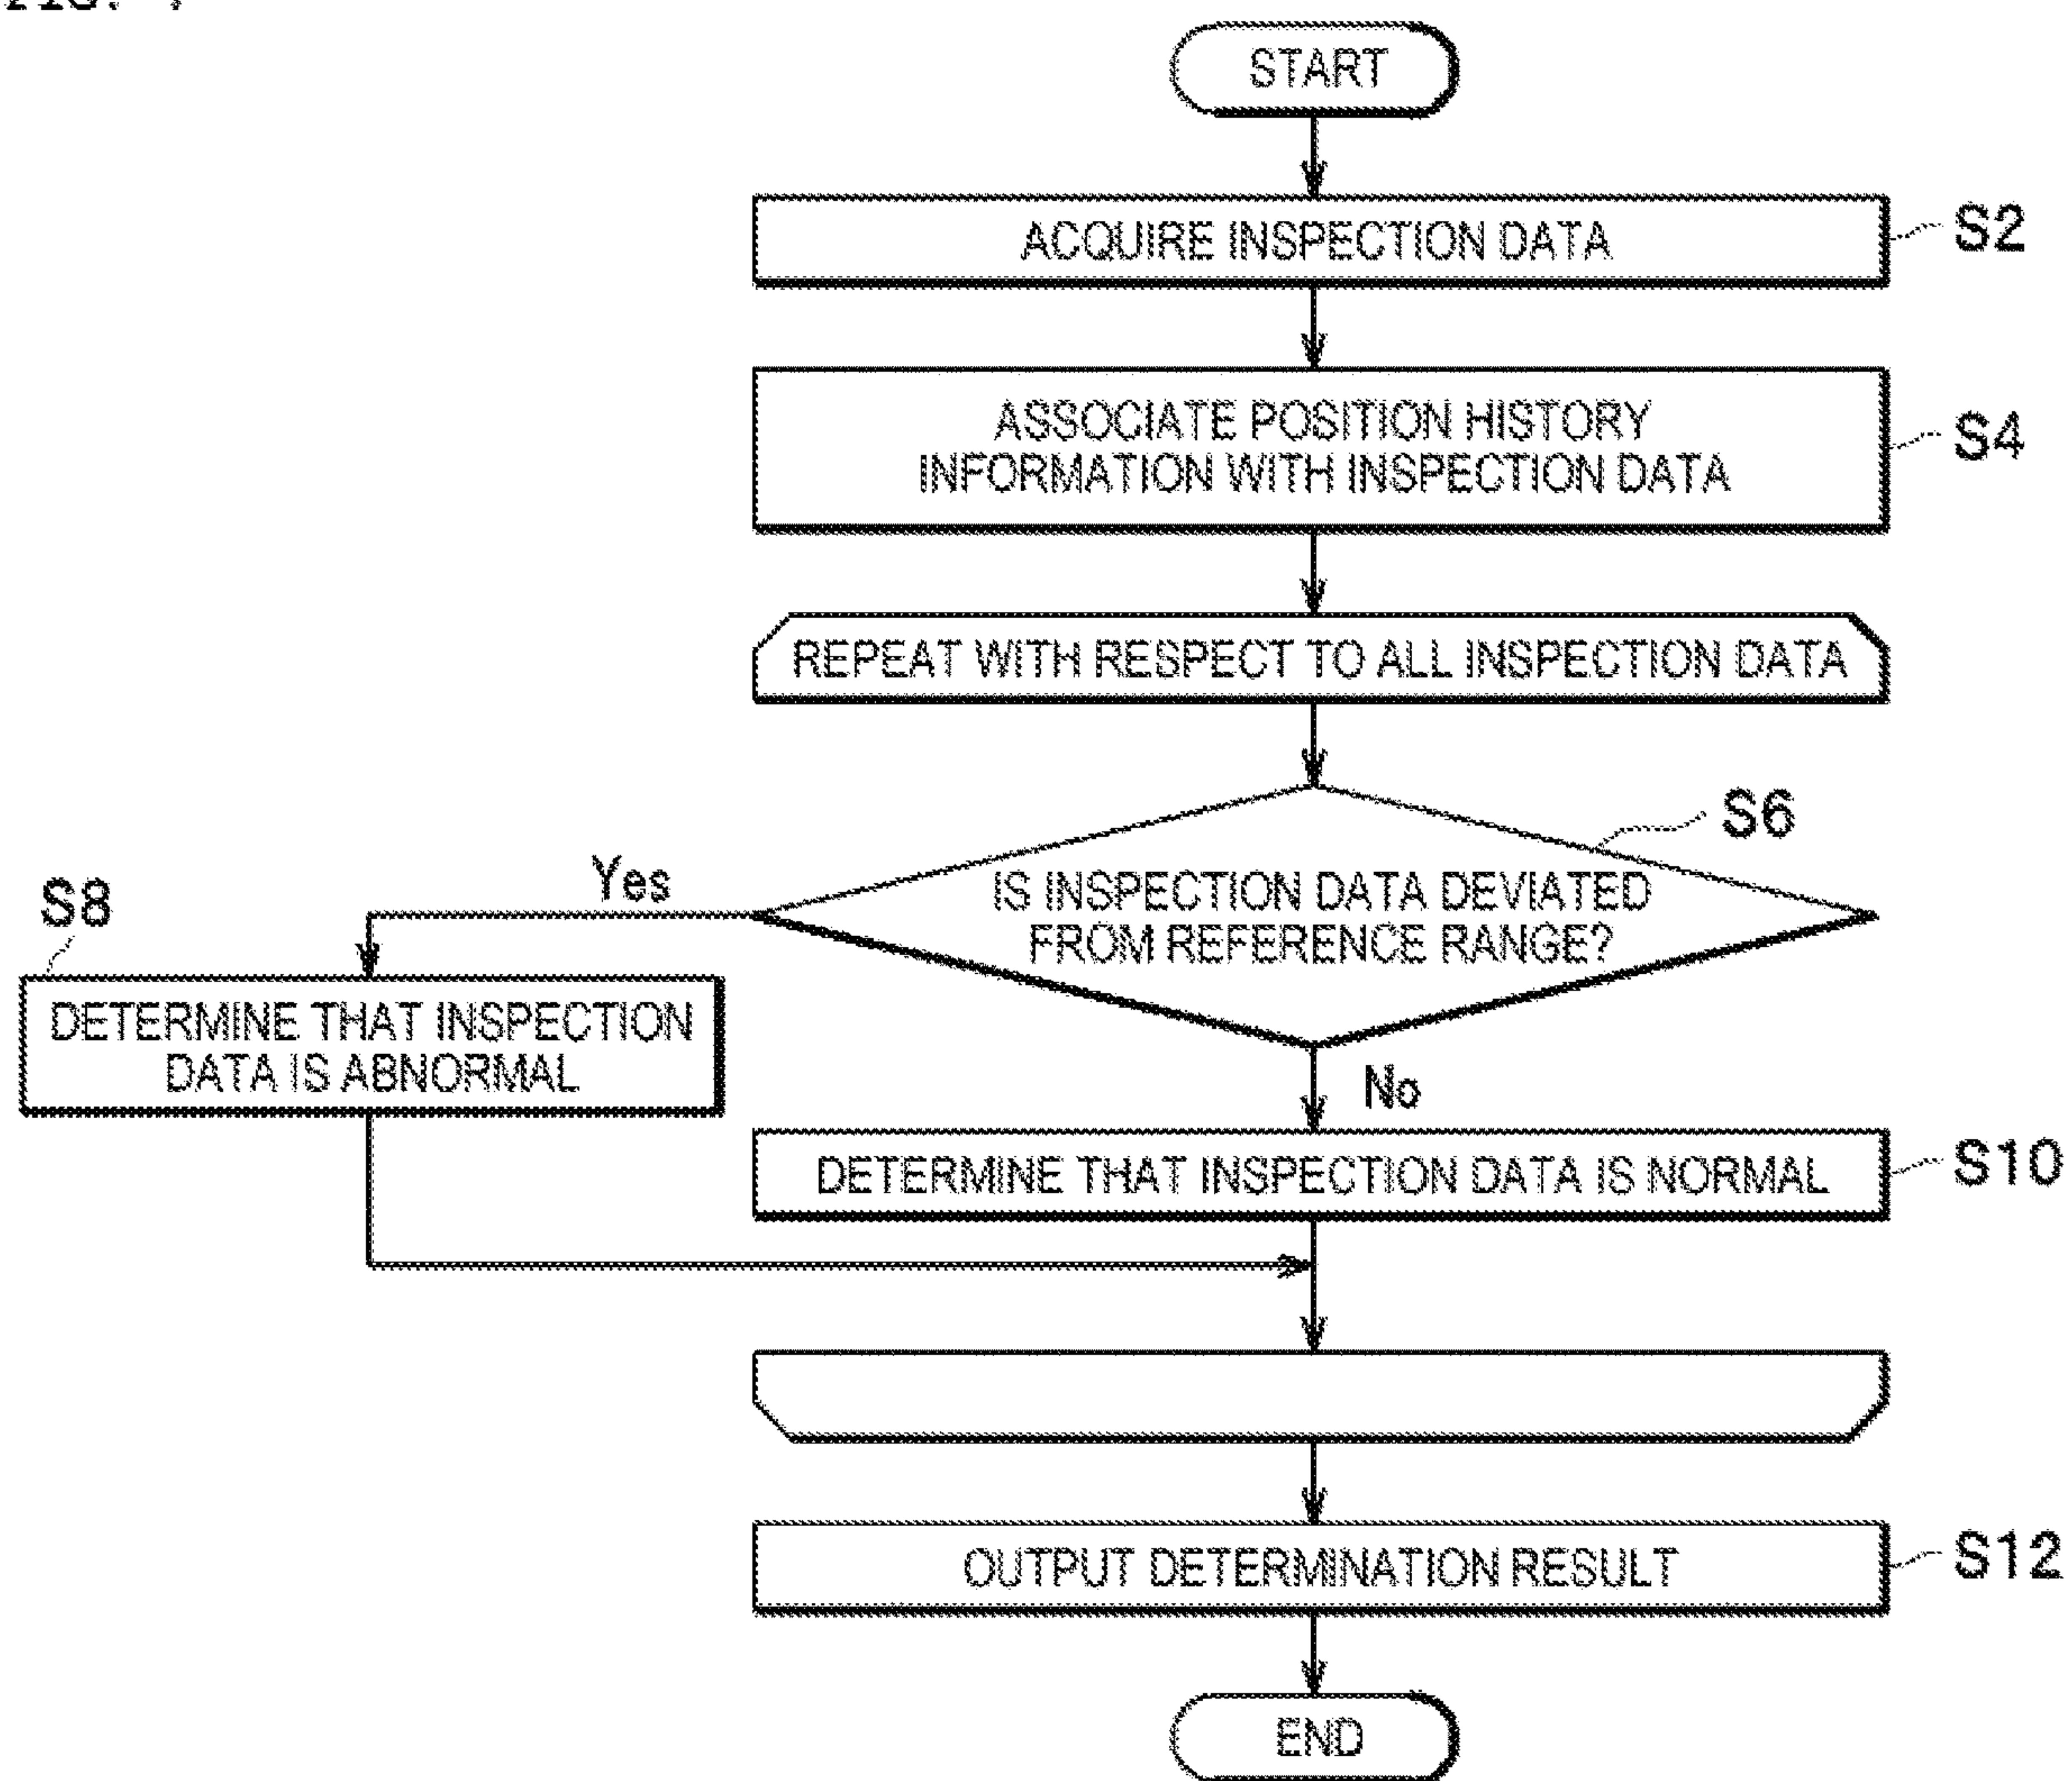 START
ACQUIRE INSPECTION DATA
S2
ASSOCIATE POSITION HISTORY
INFORMATION WITH INSPECTION DATA
S4
REPEAT WITH RESPECT TO ALL INSPECTION DATA
S6
IS INSPECTION DATA DEVIATED
FROM REFERENCE RANGE?
Yes
S8
DETERMINE THAT INSPECTION
DATA IS ABNORMAL
No
DETERMINE THAT INSPECTION DATA IS NORMAL
S10
OUTPUT DETERMINATION RESULT
S12
END